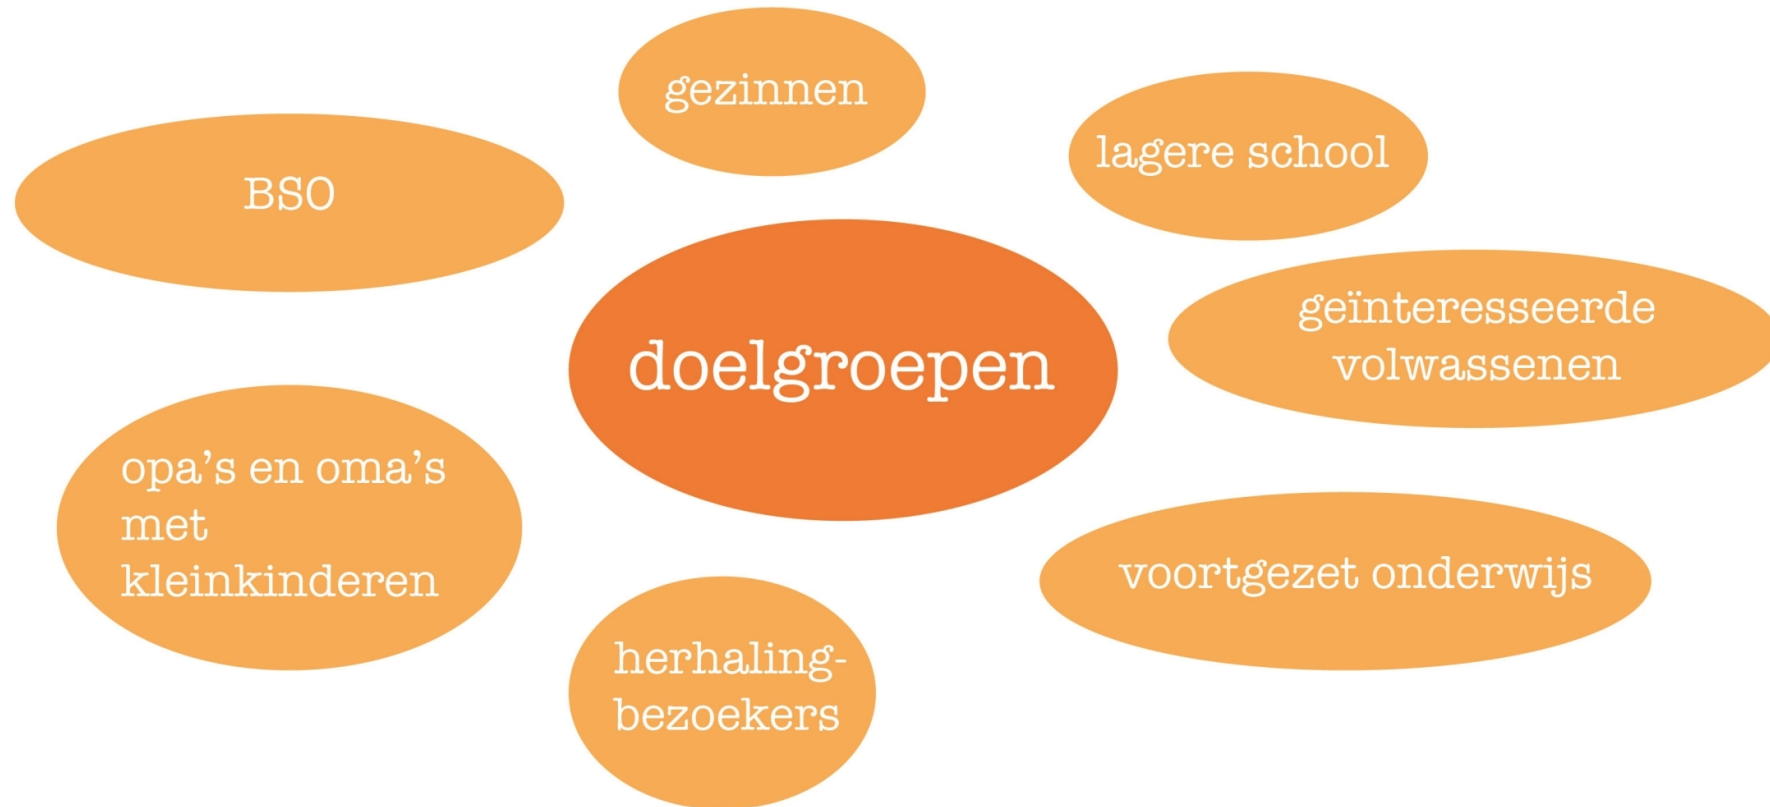 gezinnen
lagere school
BSO
geïnteresseerde
volwassenen
doelgroepen
opa's en oma's
met
kleinkinderen
voortgezet onderwijs
herhaling-
bezoekers